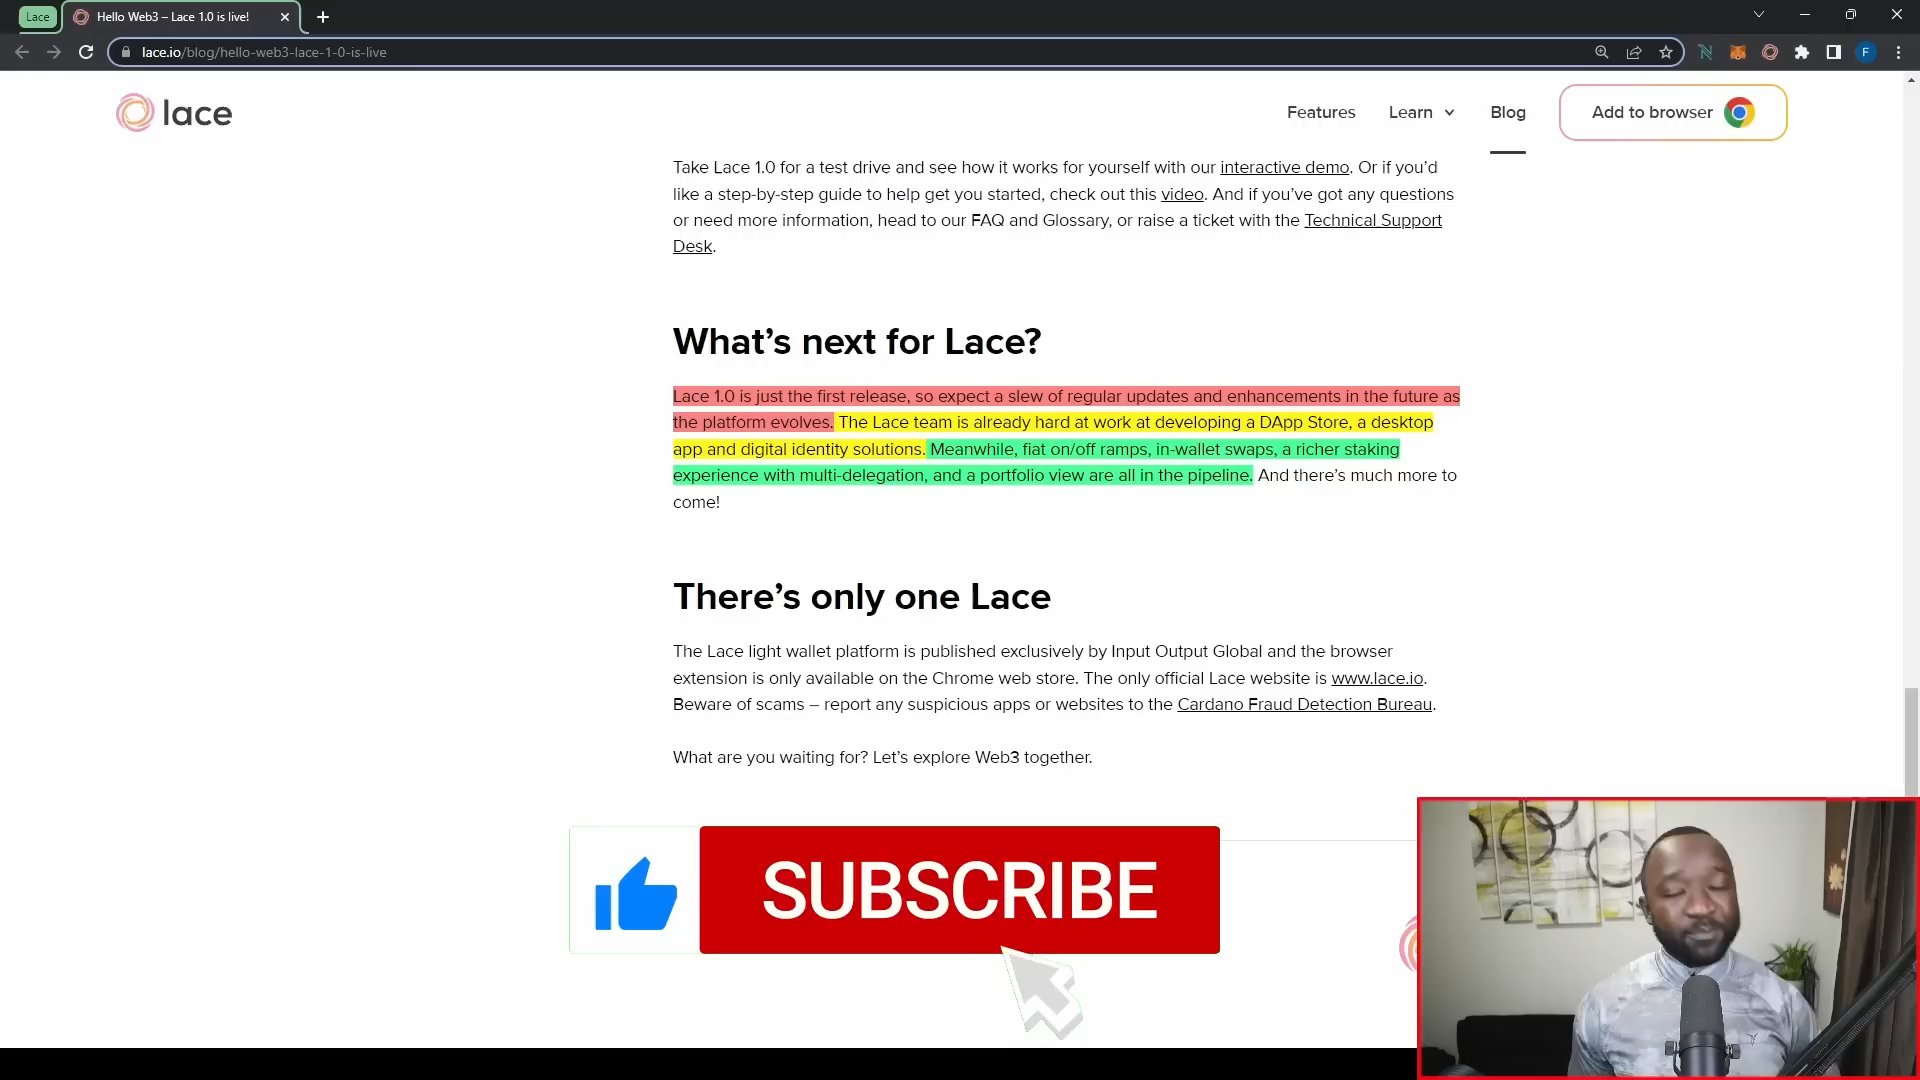 Lace
Hello Web3 – Lace 1.0 is live!
lace.io/blog/hello-web3-lace-1-0-is-live
F
lace
Features
Learn
Blog
Add to browser
Take Lace 1.0 for a test drive and see how it works for yourself with our interactive demo. Or if you’d
like a step-by-step guide to help get you started, check out this video. And if you’ve got any questions
or need more information, head to our FAQ and Glossary, or raise a ticket with the Technical Support
Desk.
What’s next for Lace?
Lace 1.0 is just the first release, so expect a slew of regular updates and enhancements in the future as
the platform evolves. The Lace team is already hard at work at developing a DApp Store, a desktop
app and digital identity solutions. Meanwhile, fiat on/off ramps, in-wallet swaps, a richer staking
experience with multi-delegation, and a portfolio view are all in the pipeline. And there’s much more to
come!
There’s only one Lace
The Lace light wallet platform is published exclusively by Input Output Global and the browser
extension is only available on the Chrome web store. The only official Lace website is www.lace.io.
Beware of scams – report any suspicious apps or websites to the Cardano Fraud Detection Bureau.
What are you waiting for? Let’s explore Web3 together.
SUBSCRIBE